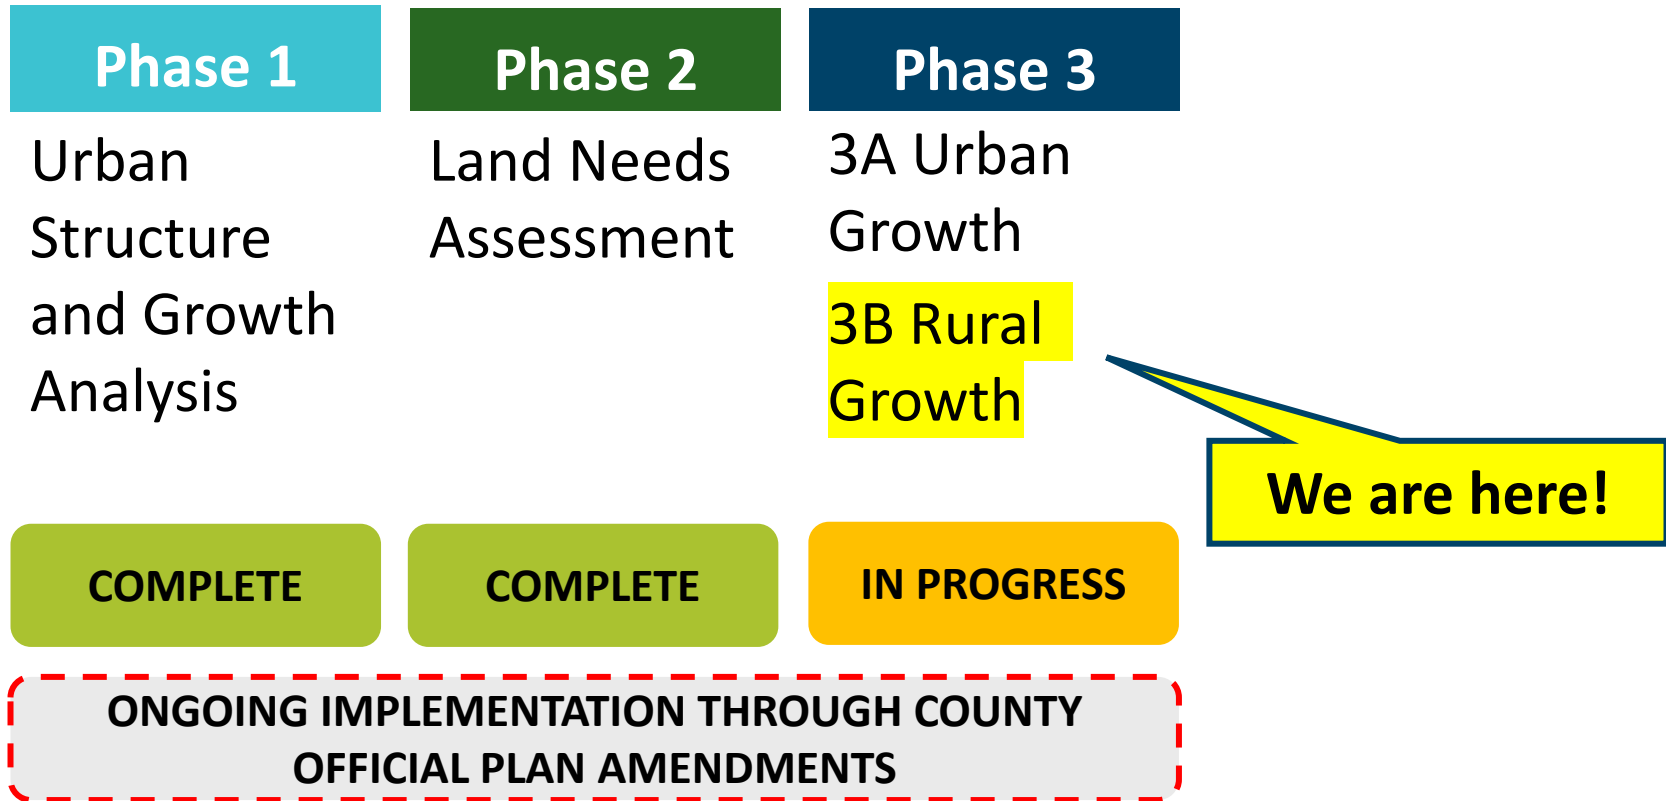 Phase 1
Urban
Structure
and Growth
Analysis
COMPLETE
Phase 2
Land Needs
Assessment
COMPLETE
Phase 3
3A Urban
Growth
3B Rural
Growth
We are here!
IN PROGRESS
ONGOING IMPLEMENTATION THROUGH COUNTY
OFFICIAL PLAN AMENDMENTS